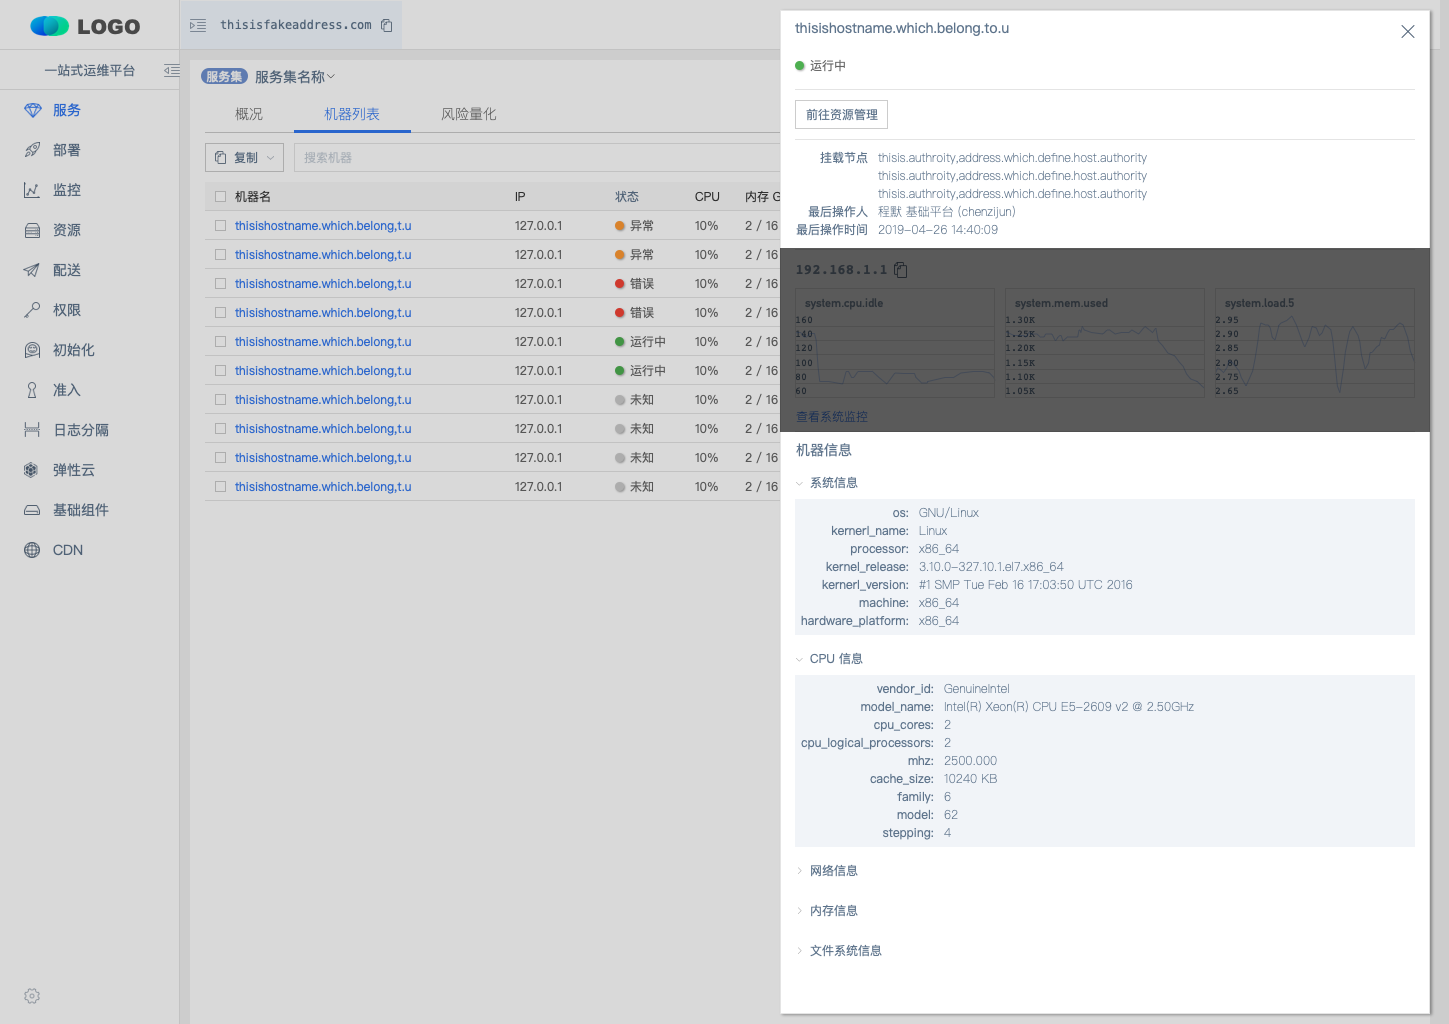 LOGO
thisisfakeaddress.com
一站式运维平台
服务
部署
监控
资源
配送
权限
初始化
准入
日志分隔
弹性云
基础组件
CDN
服务集 服务集名称
概况 机器列表 风险量化
复制 搜索机器
机器名 IP 状态 CPU 内存 G
thisishostname.which.belong,t.u 127.0.0.1 异常 10% 2 / 16
thisishostname.which.belong,t.u 127.0.0.1 异常 10% 2 / 16
thisishostname.which.belong,t.u 127.0.0.1 错误 10% 2 / 16
thisishostname.which.belong,t.u 127.0.0.1 错误 10% 2 / 16
thisishostname.which.belong,t.u 127.0.0.1 运行中 10% 2 / 16
thisishostname.which.belong,t.u 127.0.0.1 运行中 10% 2 / 16
thisishostname.which.belong,t.u 127.0.0.1 未知 10% 2 / 16
thisishostname.which.belong,t.u 127.0.0.1 未知 10% 2 / 16
thisishostname.which.belong,t.u 127.0.0.1 未知 10% 2 / 16
thisishostname.which.belong,t.u 127.0.0.1 未知 10% 2 / 16
thisishostname.which.belong.to.u
运行中
前往资源管理
挂载节点 thisis.authroity,address.which.define.host.authority
thisis.authroity,address.which.define.host.authority
thisis.authroity,address.which.define.host.authority
最后操作人 程默 基础平台 (chenzijun)
最后操作时间 2019-04-26 14:40:09
192.168.1.1
system.cpu.idle
160
140
120
100
80
60
system.mem.used
1.30K
1.25K
1.20K
1.15K
1.10K
1.05K
system.load.5
2.95
2.90
2.85
2.80
2.75
2.65
查看系统监控
机器信息
系统信息
os: GNU/Linux
kernerl_name: Linux
processor: x86_64
kernel_release: 3.10.0-327.10.1.el7.x86_64
kernerl_version: #1 SMP Tue Feb 16 17:03:50 UTC 2016
machine: x86_64
hardware_platform: x86_64
CPU 信息
vendor_id: GenuineIntel
model_name: Intel(R) Xeon(R) CPU E5-2609 v2 @ 2.50GHz
cpu_cores: 2
cpu_logical_processors: 2
mhz: 2500.000
cache_size: 10240 KB
family: 6
model: 62
stepping: 4
网络信息
内存信息
文件系统信息